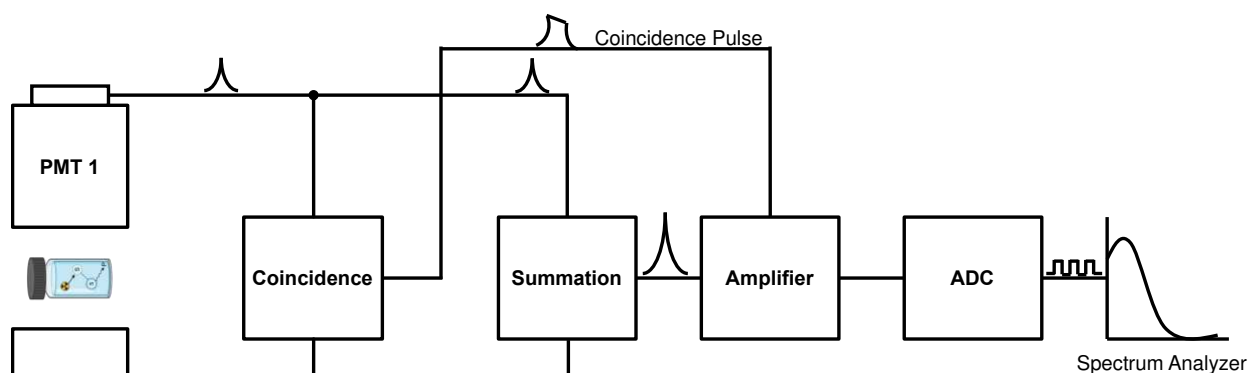 Coincidence Pulse
PMT 1
Coincidence
Summation
Amplifier
ADC
Spectrum Analyzer